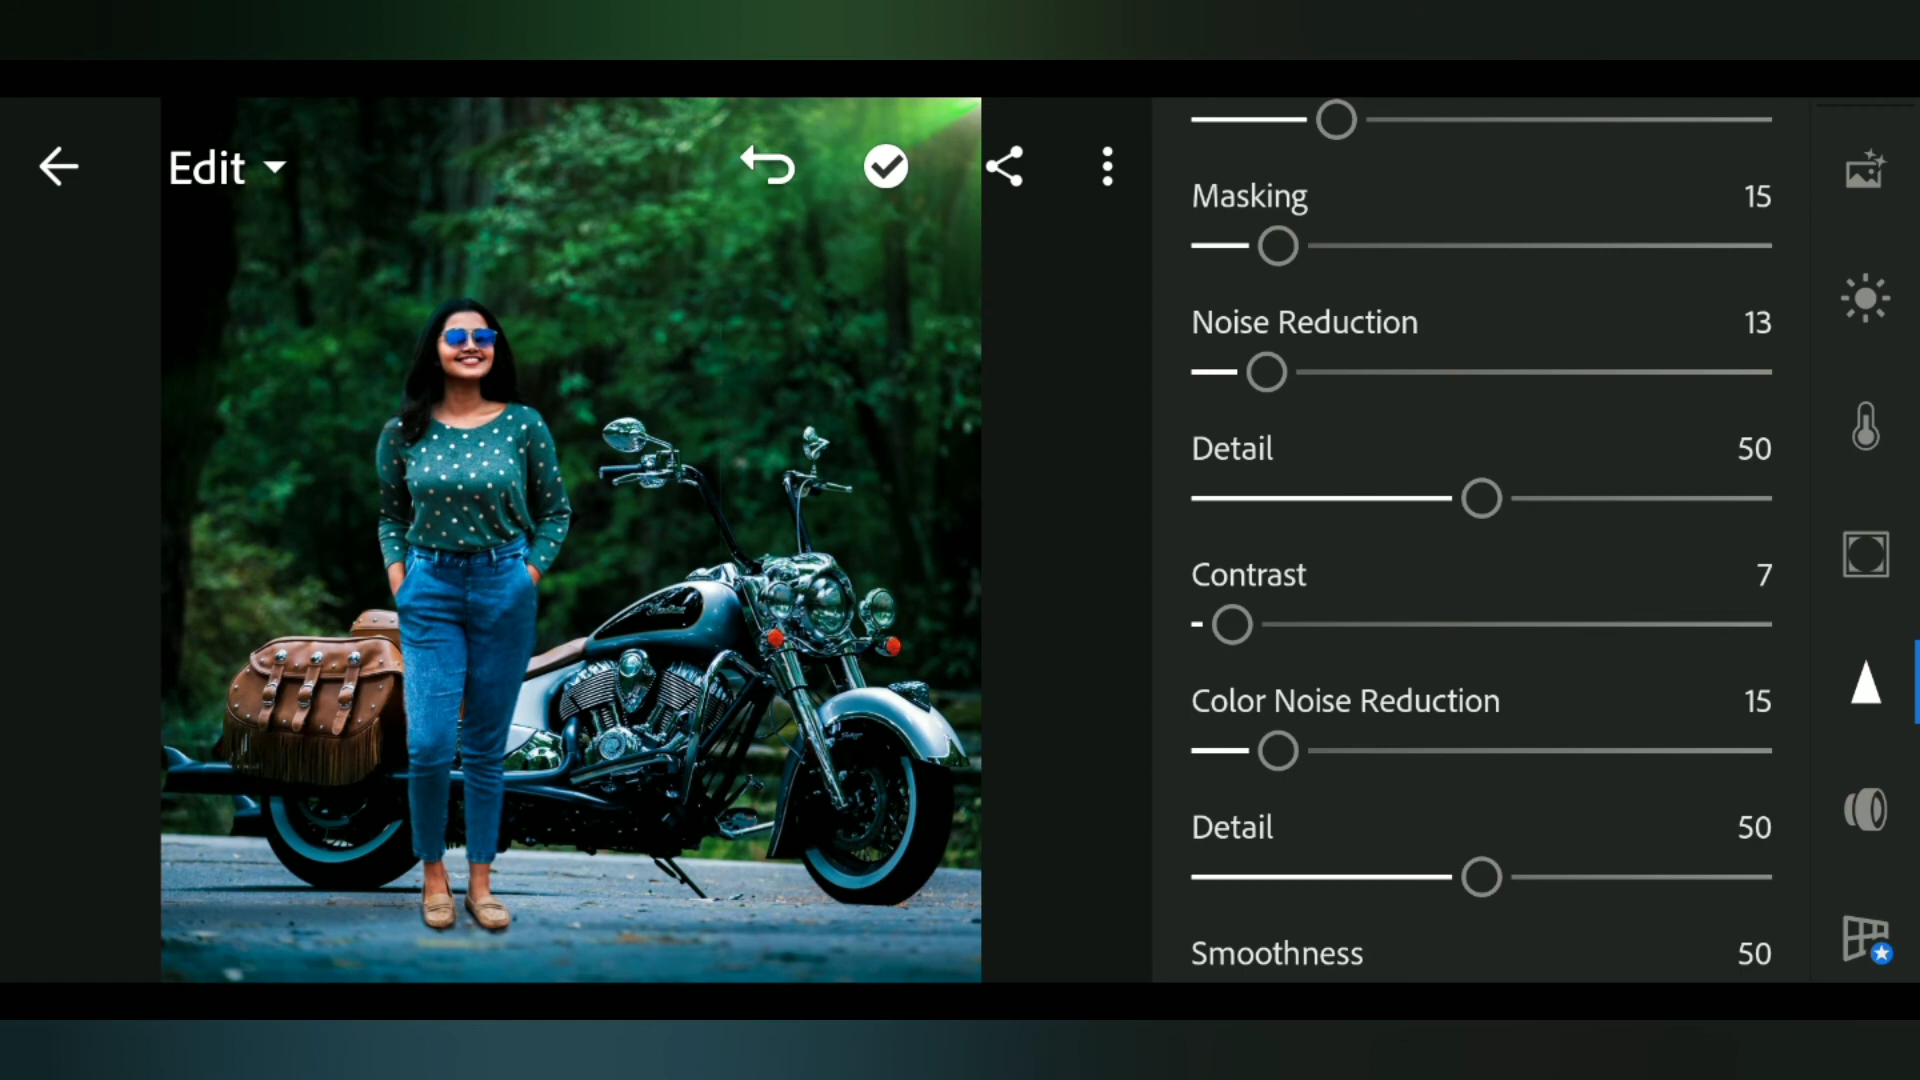 Edit
Masking 15
Noise Reduction 13
Detail 50
Contrast 7
Color Noise Reduction 15
Detail 50
Smoothness 50